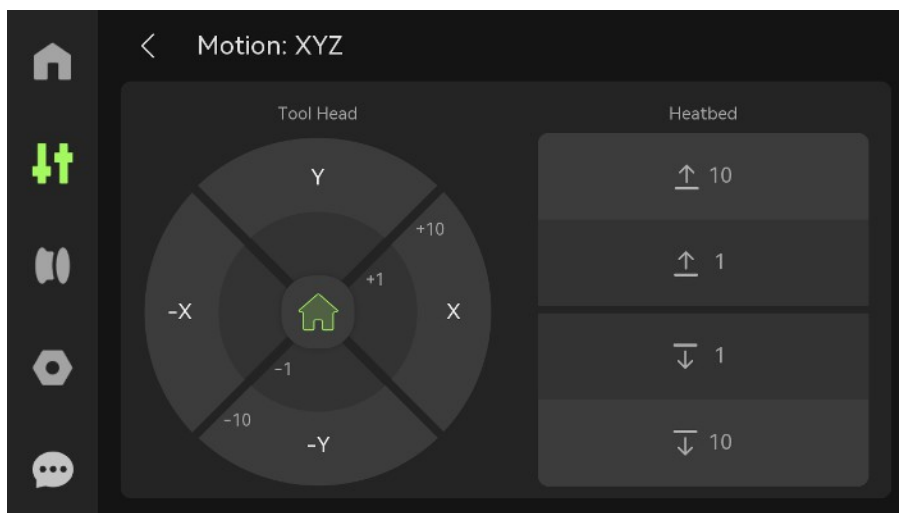 Motion: XYZ
Tool Head
Heatbed
Y
10
+10
1
+1
-X
X
-1
1
-10
-Y
10